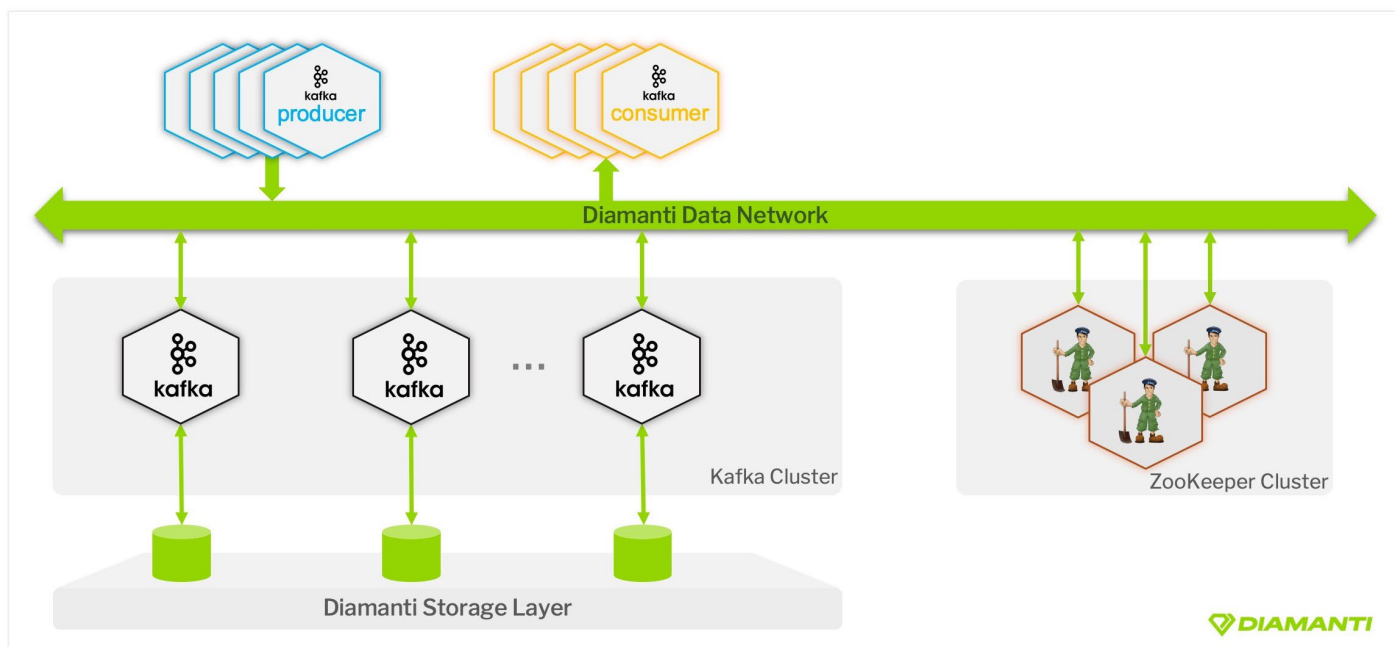 kafka
producer
kafka
consumer
Diamanti Data Network
kafka
kafka
...
kafka
Kafka Cluster
ZooKeeper Cluster
Diamanti Storage Layer
DIAMANTI